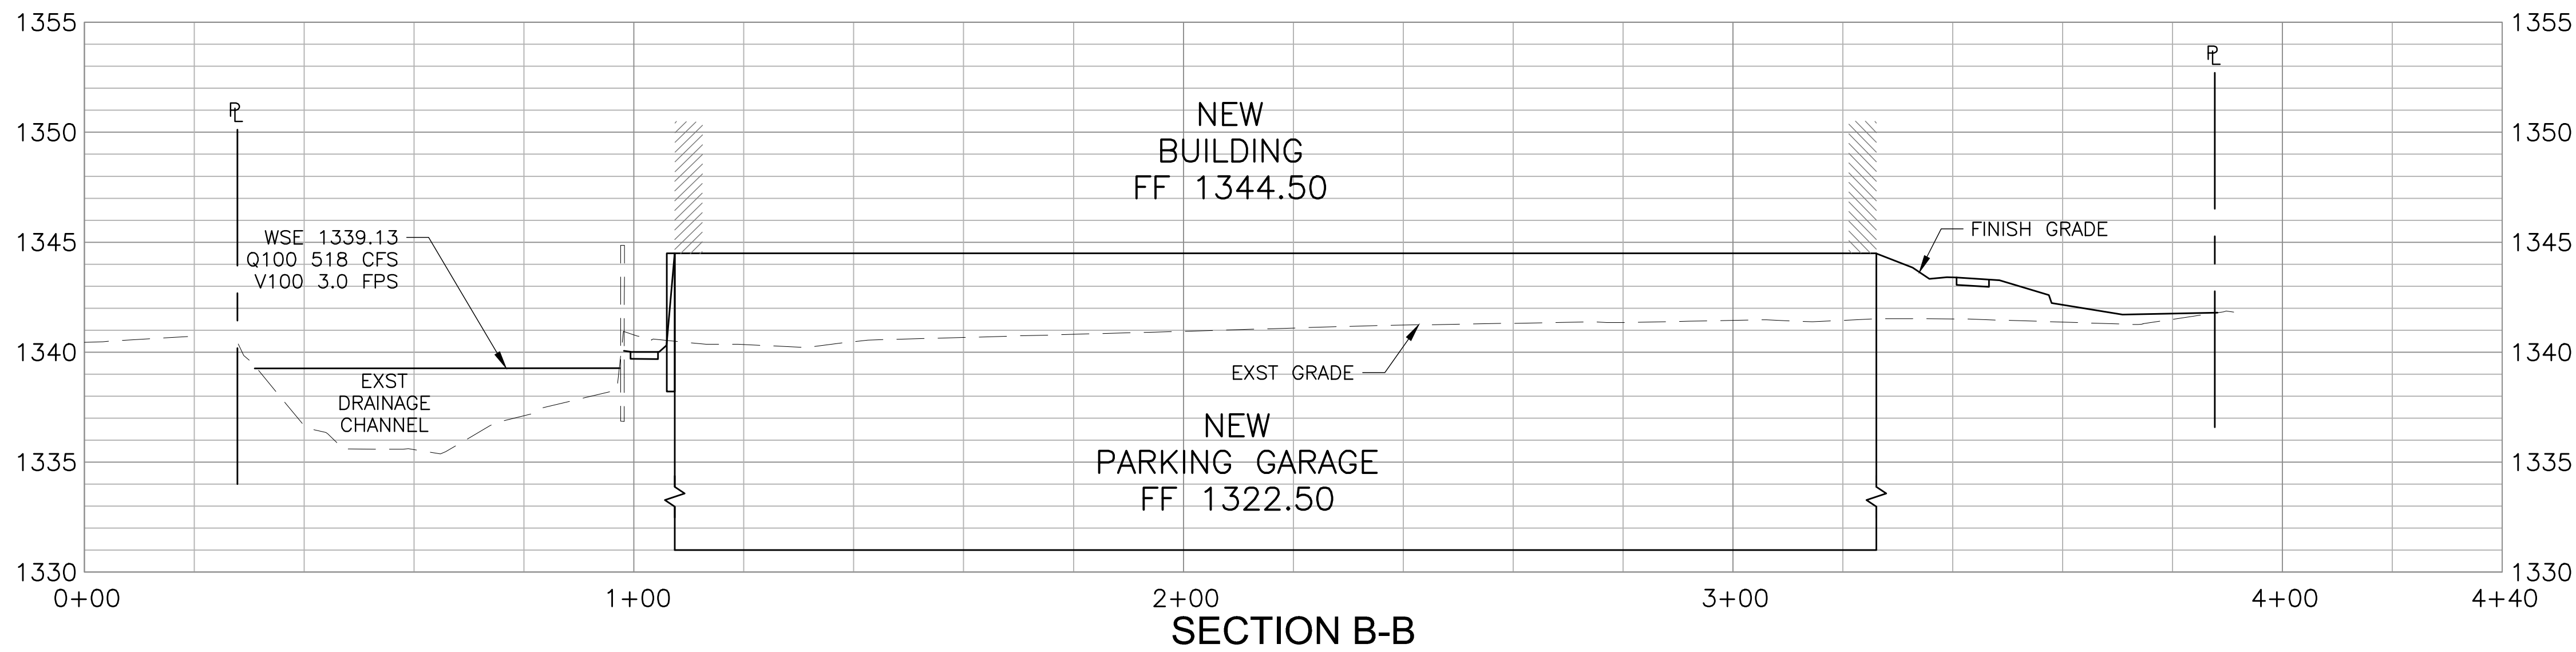 1355
1355
PL
PL
1350
NEW
BUILDING
FF 1344.50
1350
1345
WSE 1339.13
Q100 518 CFS
V100 3.0 FPS
FINISH GRADE
1345
1340
EXST
DRAINAGE
CHANNEL
EXST GRADE
1340
1335
NEW
PARKING GARAGE
FF 1322.50
1335
1330
1330
0+00 1+00 2+00 3+00 4+00 4+40
SECTION B-B